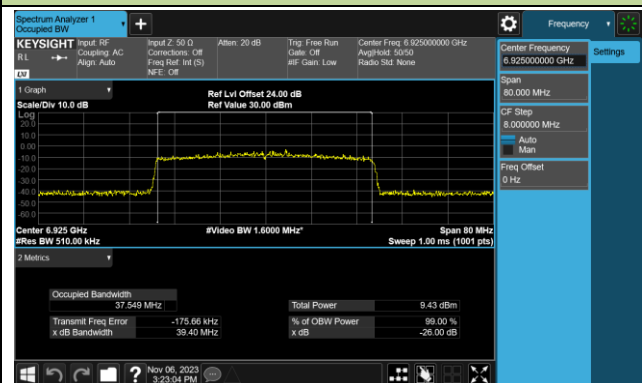 Spectrum Analyzer 1
Occupied BW
Frequency
KEYSIGHT
RL
Input: RF
Coupling: AC
Align: Auto
Input Z: 50 Ω
Corrections: Off
Freq Ref: Int (S)
NFE: Off
Atten: 20 dB
Trig: Free Run
Gate: Off
#IF Gain: Low
Center Freq: 6.925000000 GHz
Avg|Hold: 50/50
Radio Std: None
LXI
Center Frequency
6.925000000 GHz
Settings
Span
80.000 MHz
CF Step
8.000000 MHz
Auto
Man
Freq Offset
0 Hz
1 Graph
Scale/Div 10.0 dB
Ref Lvl Offset 24.00 dB
Ref Value 30.00 dBm
Log
20.0
10.0
0.00
-10.0
-20.0
-30.0
-40.0
-50.0
-60.0
Center 6.925 GHz
#Res BW 510.00 kHz
#Video BW 1.6000 MHz*
Span 80 MHz
Sweep 1.00 ms (1001 pts)
2 Metrics
Occupied Bandwidth
37.549 MHz
Transmit Freq Error -175.66 kHz
x dB Bandwidth 39.40 MHz
Total Power 9.43 dBm
% of OBW Power 99.00 %
x dB -26.00 dB
?
Nov 06, 2023
3:23:04 PM